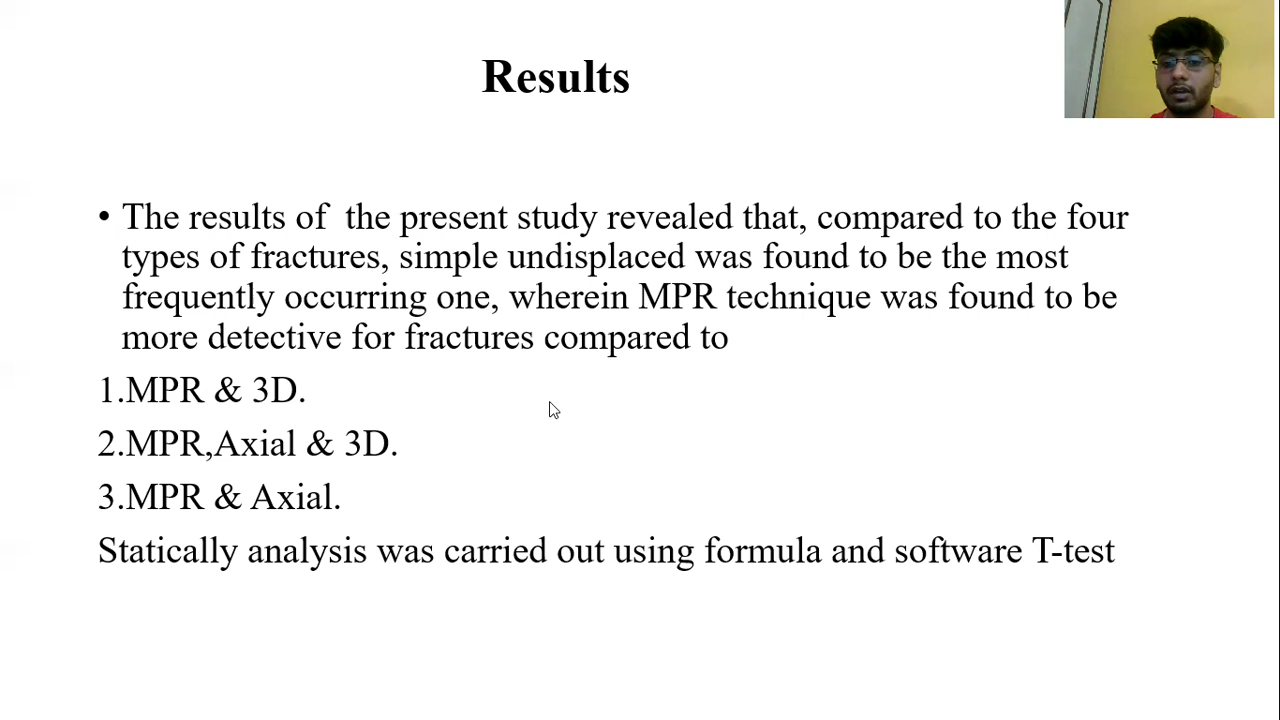 Results
• The results of  the present study revealed that, compared to the four
types of fractures, simple undisplaced was found to be the most
frequently occurring one, wherein MPR technique was found to be
more detective for fractures compared to
1.MPR & 3D.
2.MPR,Axial & 3D.
3.MPR & Axial.
Statically analysis was carried out using formula and software T-test